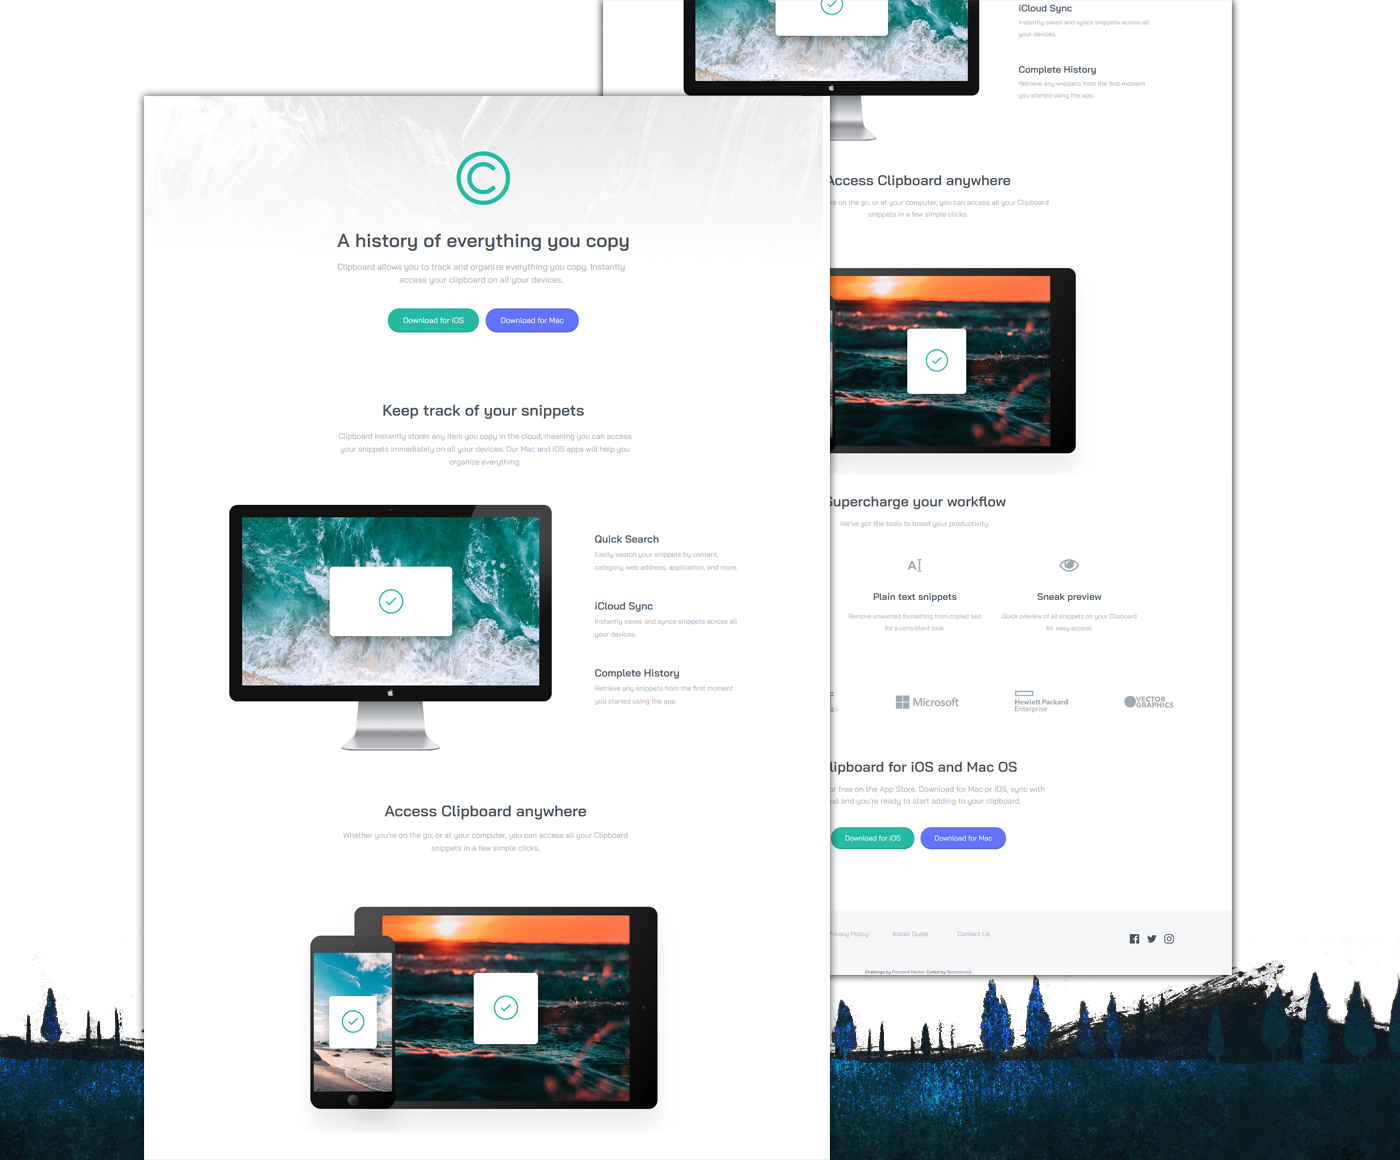 A history of everything you copy
Clipboard allows you to track and organize everything you copy. Instantly
access your clipboard on all your devices.
Download for iOS
Download for Mac
Keep track of your snippets
Clipboard instantly stores any item you copy in the cloud, meaning you can access
your snippets immediately on all your devices. Our Mac and iOS apps will help you
organize everything.
Quick Search
Easily search your snippets by content,
category, web address, application, and more.
iCloud Sync
Instantly saves and syncs snippets across all
your devices.
Complete History
Retrieve any snippets from the first moment
you started using the app.
Access Clipboard anywhere
Whether you're on the go, or at your computer, you can access all your Clipboard
snippets in a few simple clicks.
iCloud Sync
Instantly saves and syncs snippets across all
your devices.
Complete History
Retrieve any snippets from the first moment
you started using the app.
Access Clipboard anywhere
re on the go, or at your computer, you can access all your Clipboard
snippets in a few simple clicks.
Supercharge your workflow
We've got the tools to boost your productivity.
A
Plain text snippets
Remove unwanted formatting from copied text
for a consistent look.
Sneak preview
Quick preview of all snippets on your Clipboard
for easy access.
Microsoft
Hewlett Packard
Enterprise
VECTOR
GRAPHICS
lipboard for iOS and Mac OS
or free on the App Store. Download for Mac or iOS, sync with
ud and you're ready to start adding to your clipboard.
Download for iOS
Download for Mac
Privacy Policy
Install Guide
Contact Us
Challenge by Frontend Mentor. Coded by